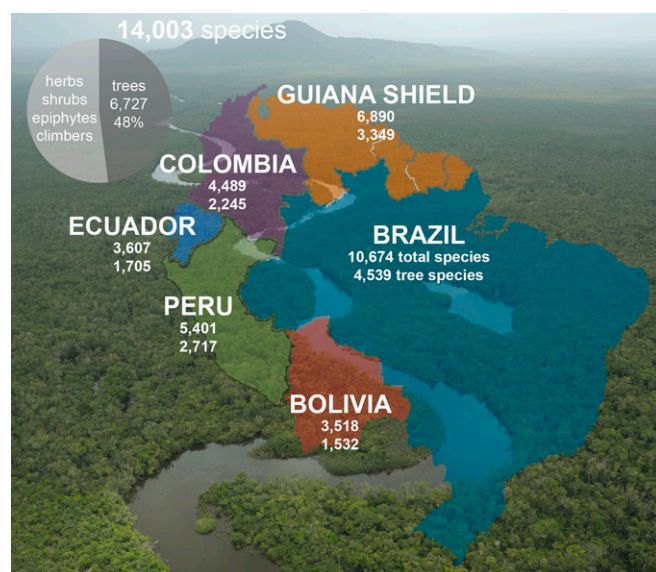 14,003 species
herbs
shrubs
epiphytes
climbers
trees
6,727
48%
GUIANA SHIELD
6,890
3,349
COLOMBIA
4,489
2,245
ECUADOR
3,607
1,705
BRAZIL
10,674 total species
4,539 tree species
PERU
5,401
2,717
BOLIVIA
3,518
1,532